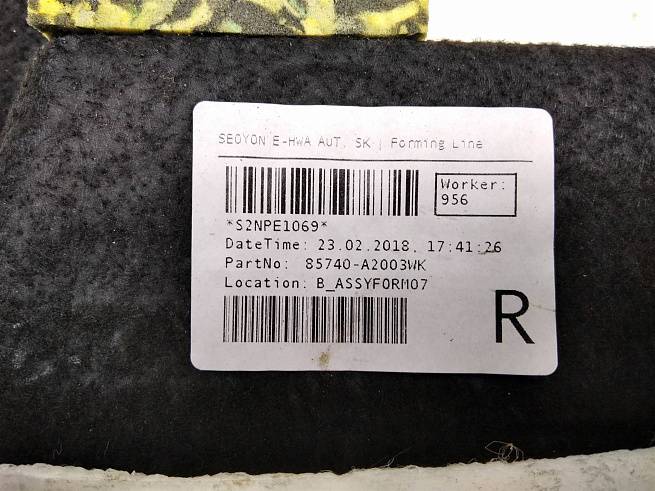 SEOYON E-HWA AUT. SK | Forming Line
Worker:
956
*S2NPE1069*
DateTime: 23.02.2018, 17:41:26
PartNo: 85740-A2003WK
Location: B_ASSYFORM07
R